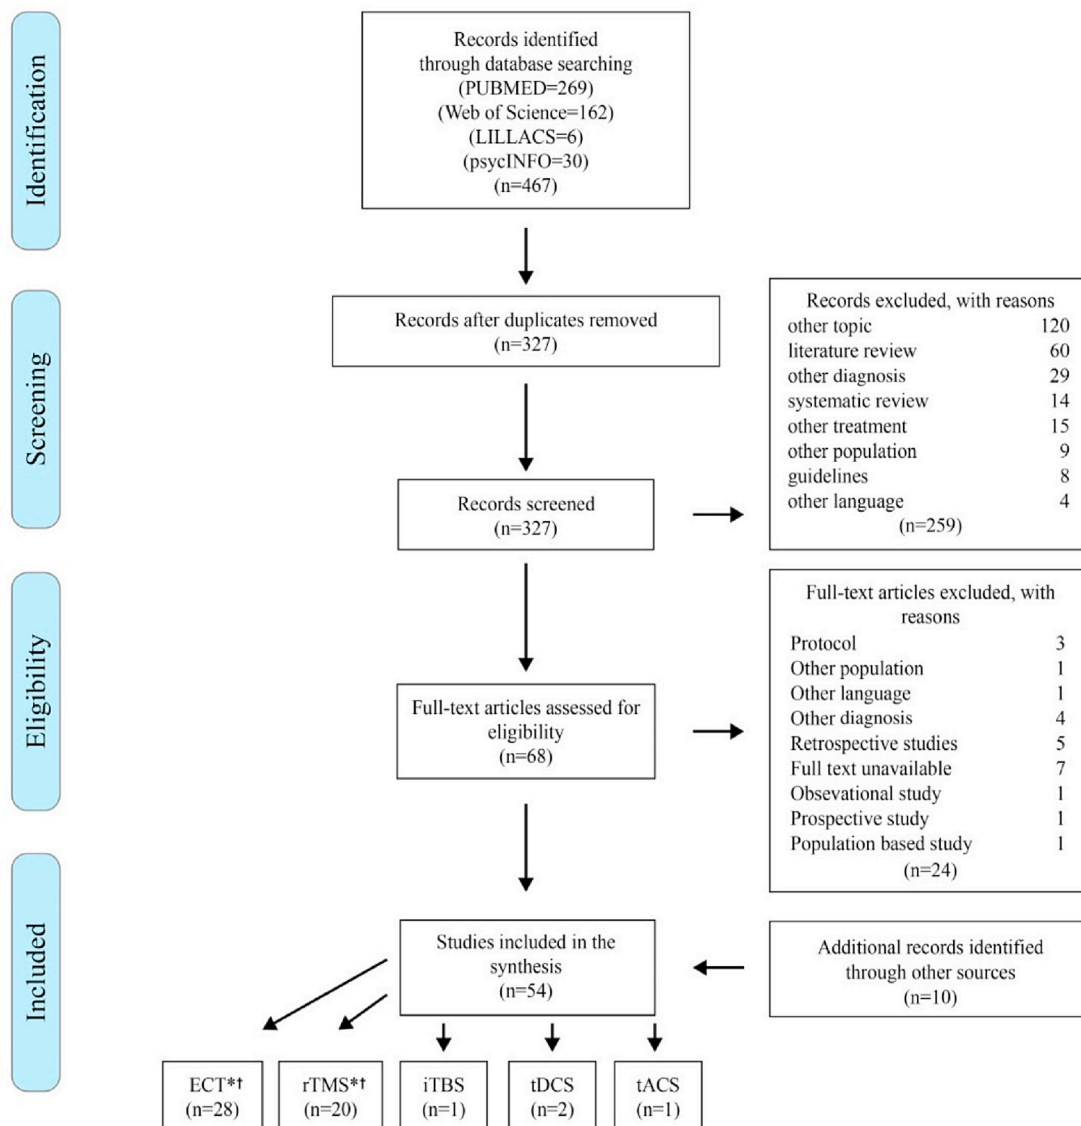 Identification
Records identified
through database searching
(PUBMED=269)
(Web of Science=162)
(LILLACS=6)
(psycINFO=30)
(n=467)
Screening
Records after duplicates removed
(n=327)
Records excluded, with reasons
other topic 120
literature review 60
other diagnosis 29
systematic review 14
other treatment 15
other population 9
guidelines 8
other language 4
(n=259)
Records screened
(n=327)
Eligibility
Full-text articles assessed for
eligibility
(n=68)
Full-text articles excluded, with
reasons
Protocol 3
Other population 1
Other language 1
Other diagnosis 4
Retrospective studies 5
Full text unavailable 7
Obsevational study 1
Prospective study 1
Population based study 1
(n=24)
Included
Studies included in the
synthesis
(n=54)
Additional records identified
through other sources
(n=10)
ECT*†
(n=28)
rTMS*†
(n=20)
iTBS
(n=1)
tDCS
(n=2)
tACS
(n=1)